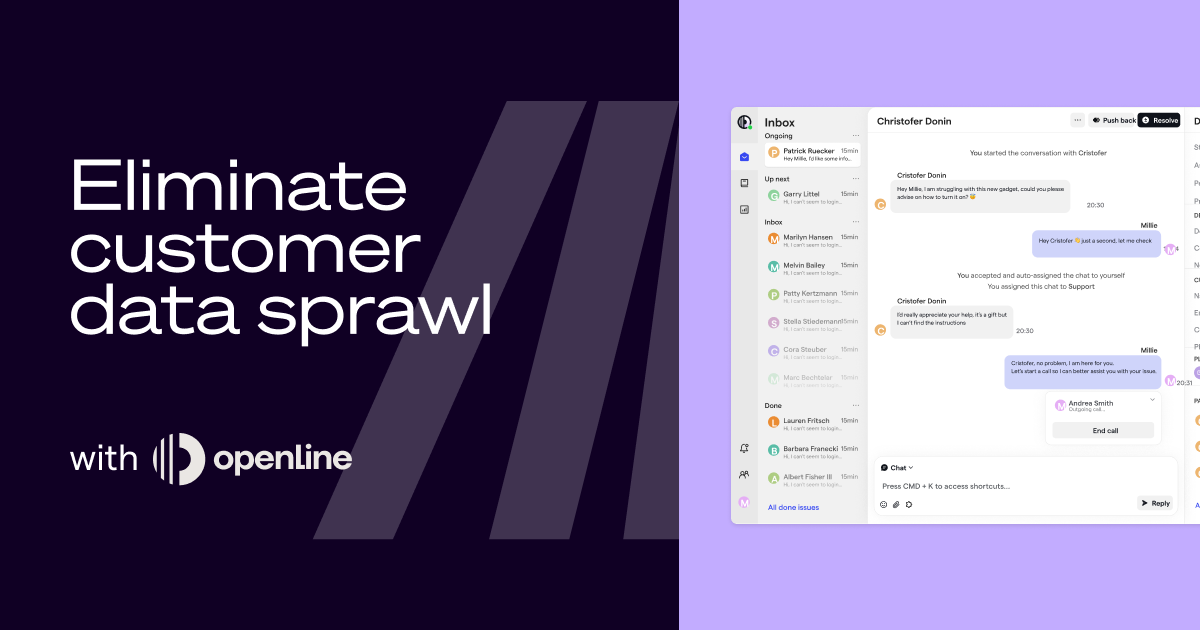 Eliminate
customer
data sprawl
with openline
Inbox
Ongoing
P Patrick Ruecker 15min
Hey Millie, I'd like some info...
Up next
G Garry Littel 15min
Hi, I can't seem to login...
Inbox
M Marilyn Hansen 15min
Hi, I can't seem to login...
M Melvin Bailey 15min
Hi, I can't seem to login...
P Patty Kertzmann 15min
Hi, I can't seem to login...
S Stella Stiedemann 15min
Hi, I can't seem to login...
C Cora Steuber 15min
Hi, I can't seem to login...
M Marc Bechtelar 15min
Hi, I can't seem to login...
Done
L Lauren Fritsch 15min
Hi, I can't seem to login...
B Barbara Franecki 15min
Hi, I can't seem to login...
A Albert Fisher III 15min
Hi, I can't seem to login...
All done issues
M
Christofer Donin
Push back
Resolve
You started the conversation with Cristofer
Cristofer Donin
Hey Millie, I am struggling with this new gadget, could you please
advise on how to turn it on? 😇
C
20:30
Millie
Hey Cristofer 👋 just a second, let me check
M
You accepted and auto-assigned the chat to yourself
You assigned this chat to Support
Cristofer Donin
I'd really appreciate your help, it's a gift but
I can't find the instructions
C
20:30
Millie
Cristofer, no problem, I am here for you.
Let's start a call so I can better assist you with your issue.
M 20:31
M Andrea Smith
Outgoing call...
End call
Chat
Press CMD + K to access shortcuts...
Reply